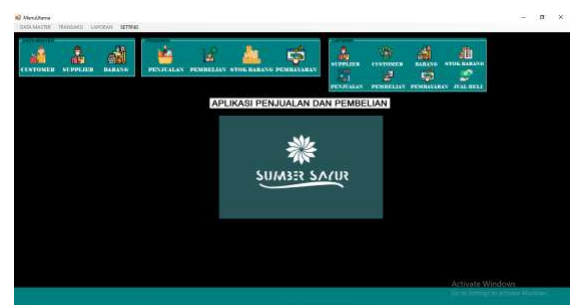 MenuUtama
DATA MASTER TRANSAKSI LAPORAN SETTING
CUSTOMER SUPPLIER BARANG
PENJUALAN PEMBELIAN STOK BARANG PEMBAYARAN
SUPPLIER CUSTOMER BARANG STOK BARANG
PENJUALAN PEMBELIAN PEMBAYARAN JUAL BELI
APLIKASI PENJUALAN DAN PEMBELIAN
SUMBER SAYUR
Activate Windows
Go to Settings to activate Windows.